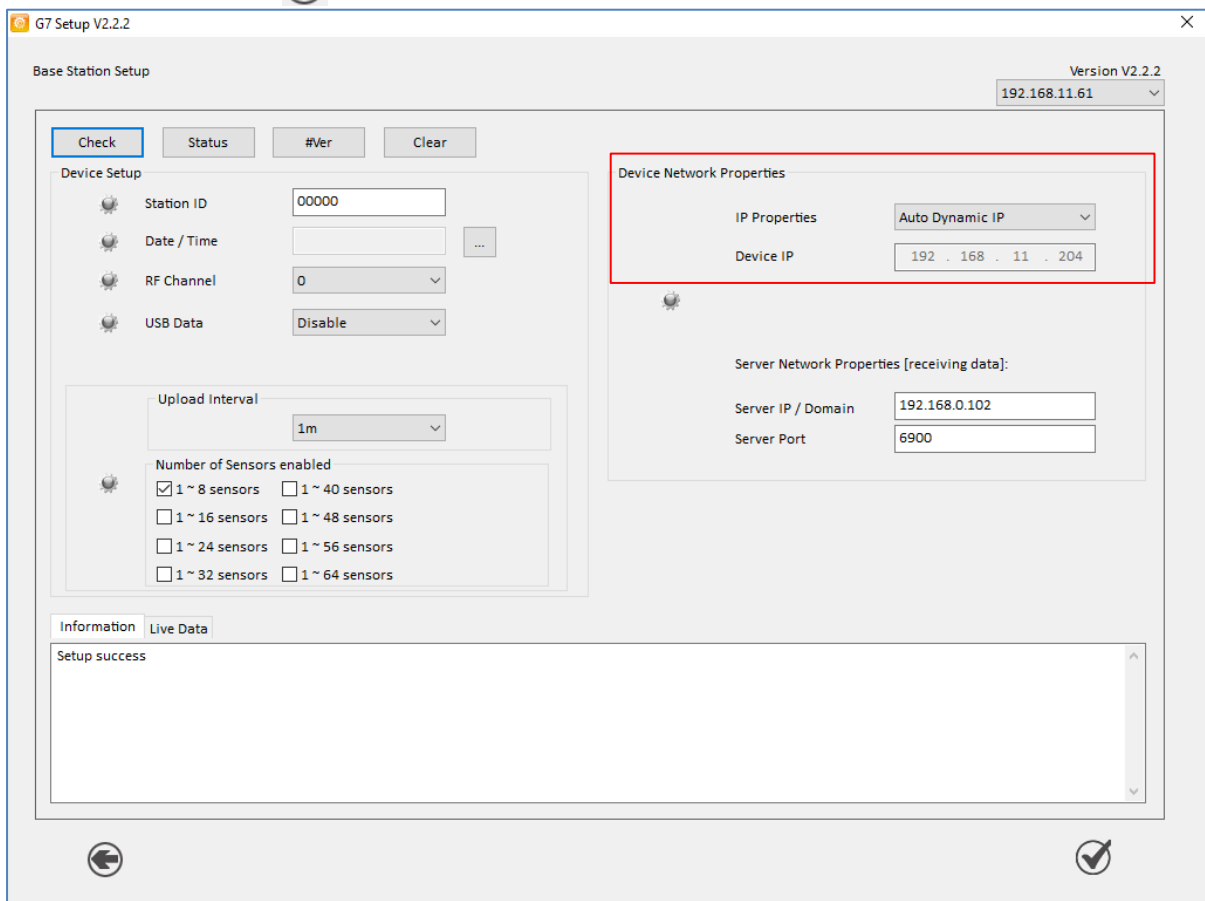 G7 Setup V2.2.2
Base Station Setup
Version V2.2.2
192.168.11.61
Check Status #Ver Clear
Device Setup
Station ID 00000
Date / Time ...
RF Channel 0
USB Data Disable
Upload Interval
1m
Number of Sensors enabled
1 ~ 8 sensors 1 ~ 40 sensors
1 ~ 16 sensors 1 ~ 48 sensors
1 ~ 24 sensors 1 ~ 56 sensors
1 ~ 32 sensors 1 ~ 64 sensors
Device Network Properties
IP Properties Auto Dynamic IP
Device IP 192 . 168 . 11 . 204
Server Network Properties [receiving data]:
Server IP / Domain 192.168.0.102
Server Port 6900
Information Live Data
Setup success